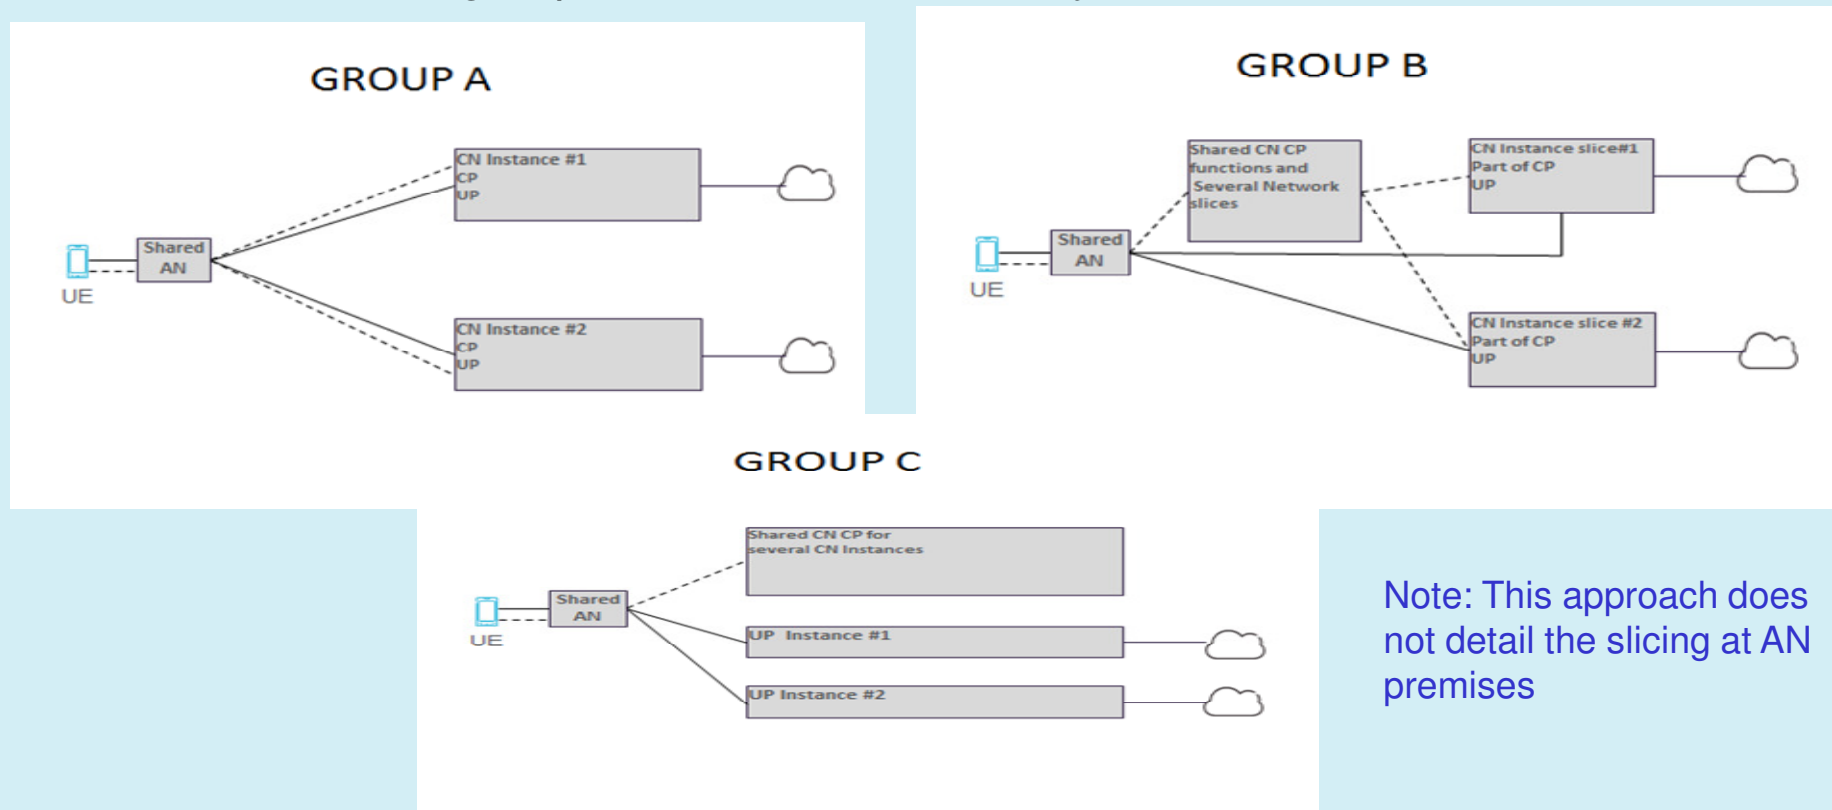 GROUP A
CN Instance #1
CP
UP
Shared
AN
UE
CN Instance #2
CP
UP
GROUP B
Shared CN CP
functions and
Several Network
slices
CN Instance slice#1
Part of CP
UP
Shared
AN
UE
CN Instance slice #2
Part of CP
UP
GROUP C
Shared CN CP for
several CN Instances
Shared
AN
UE
UP Instance #1
UP Instance #2
Note: This approach does
not detail the slicing at AN
premises